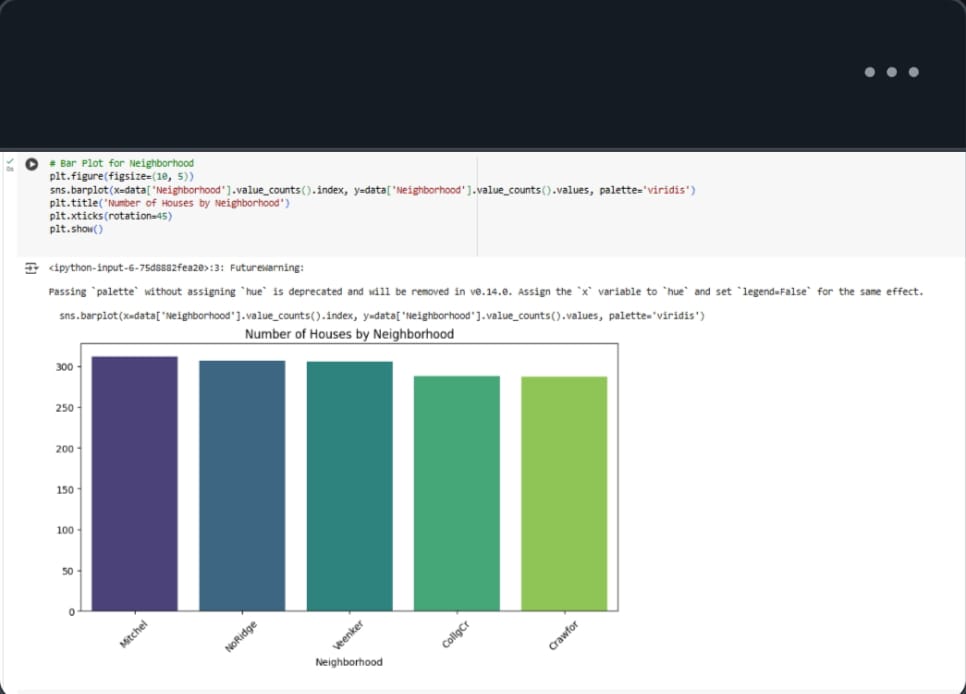 # Bar Plot for Neighborhood
plt.figure(figsize=(10, 5))
sns.barplot(x=data['Neighborhood'].value_counts().index, y=data['Neighborhood'].value_counts().values, palette='viridis')
plt.title('Number of Houses by Neighborhood')
plt.xticks(rotation=45)
plt.show()
<ipython-input-6-75d8882fea20>:3: FutureWarning:
Passing `palette` without assigning `hue` is deprecated and will be removed in v0.14.0. Assign the `x` variable to `hue` and set `legend=False` for the same effect.
sns.barplot(x=data['Neighborhood'].value_counts().index, y=data['Neighborhood'].value_counts().values, palette='viridis')
Number of Houses by Neighborhood
300
250
200
150
100
50
0
Mitchel NoRidge Veenker CollgCr Crawfor
Neighborhood